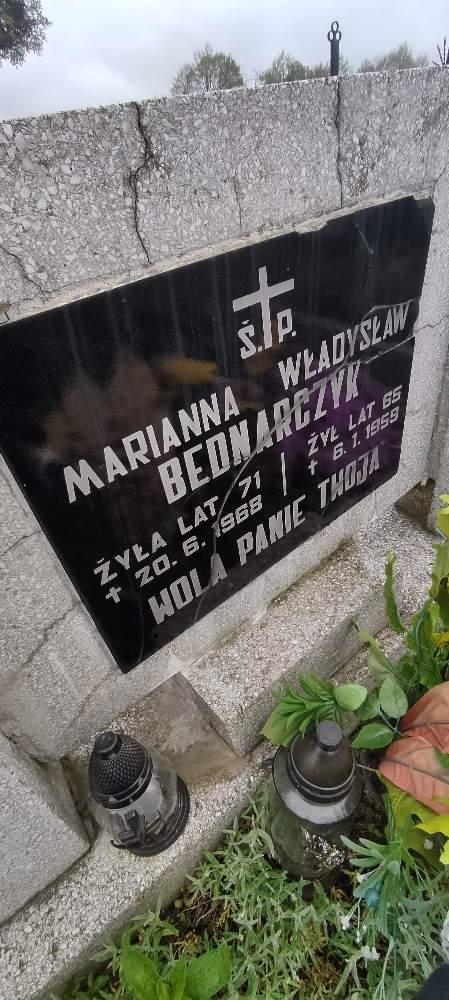 Ś. P.
MARIANNA WŁADYSŁAW
BEDNARCZYK
ŻYŁA LAT 71 ŻYŁ LAT 65
✝ 20. 6. 1968 ✝ 6. 1. 1959
WOLA PANIE TWOJA